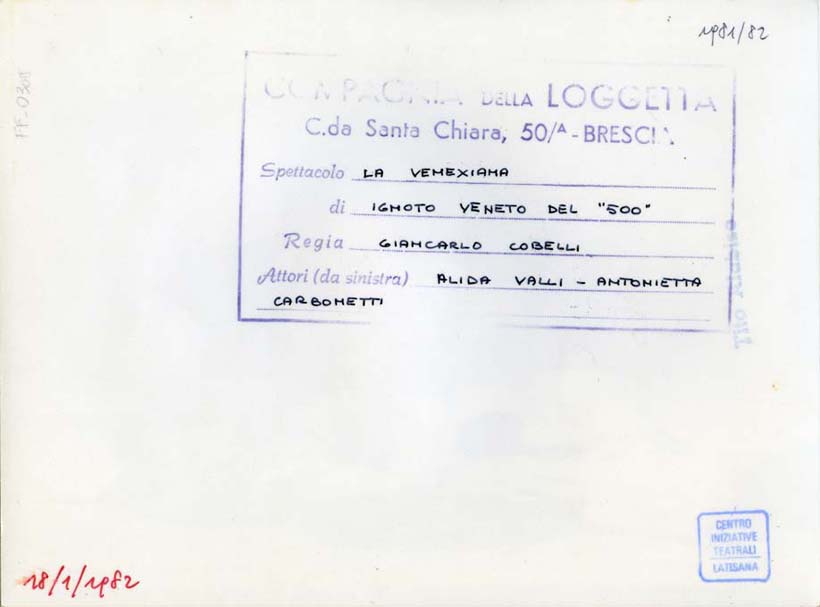 1981/82
COMPAGNIA DELLA LOGGETTA
C.da Santa Chiara, 50/A - BRESCIA
Spettacolo LA VENEXIANA
di IGNOTO VENETO DEL "500"
Regia GIANCARLO COBELLI
Attori (da sinistra) ALIDA VALLI - ANTONIETTA
CARBONETTI
CENTRO
INIZIATIVE
TEATRALI
LATISANA
18/1/1982